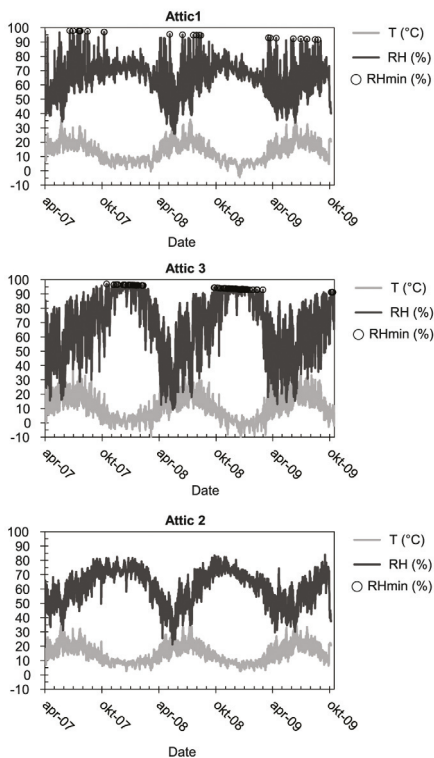 Attic1
100
90
80
70
60
50
40
30
20
10
0
-10
apr-07
okt-07
apr-08
okt-08
apr-09
okt-09
Date
T (°C)
RH (%)
RHmin (%)
Attic 3
100
90
80
70
60
50
40
30
20
10
0
-10
apr-07
okt-07
apr-08
okt-08
apr-09
okt-09
Date
T (°C)
RH (%)
RHmin (%)
Attic 2
100
90
80
70
60
50
40
30
20
10
0
-10
apr-07
okt-07
apr-08
okt-08
apr-09
okt-09
Date
T (°C)
RH (%)
RHmin (%)